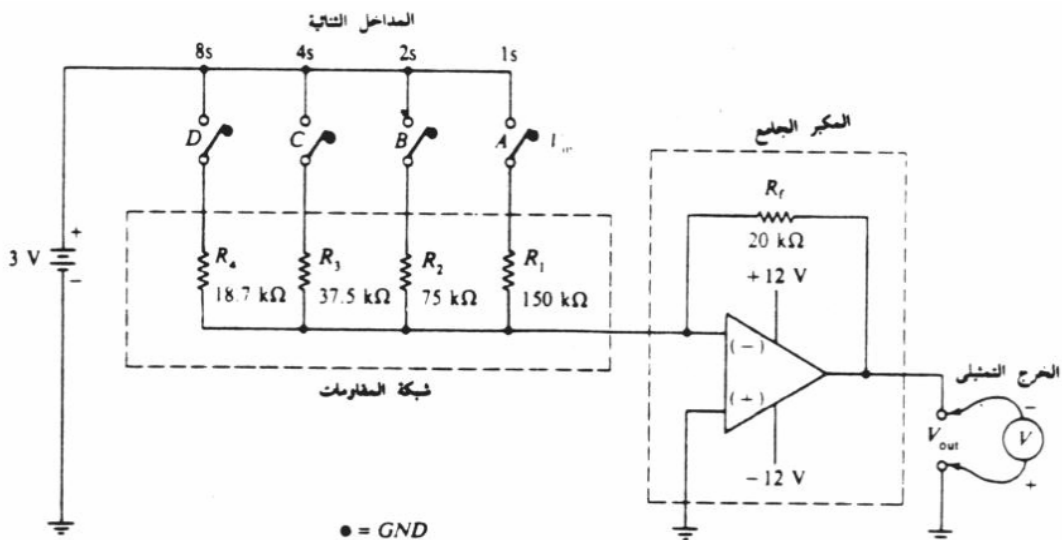 المداخل الثنائية
8s 4s 2s 1s
D C B A
المكبر الجامع
+
3 V
−
R4 R3 R2 R1
18.7 kΩ 37.5 kΩ 75 kΩ 150 kΩ
شبكة المقاومات
Rf
20 kΩ
+12 V
(−)
(+)
−12 V
الخرج التمثيلى
−
Vout
V
+
● = GND